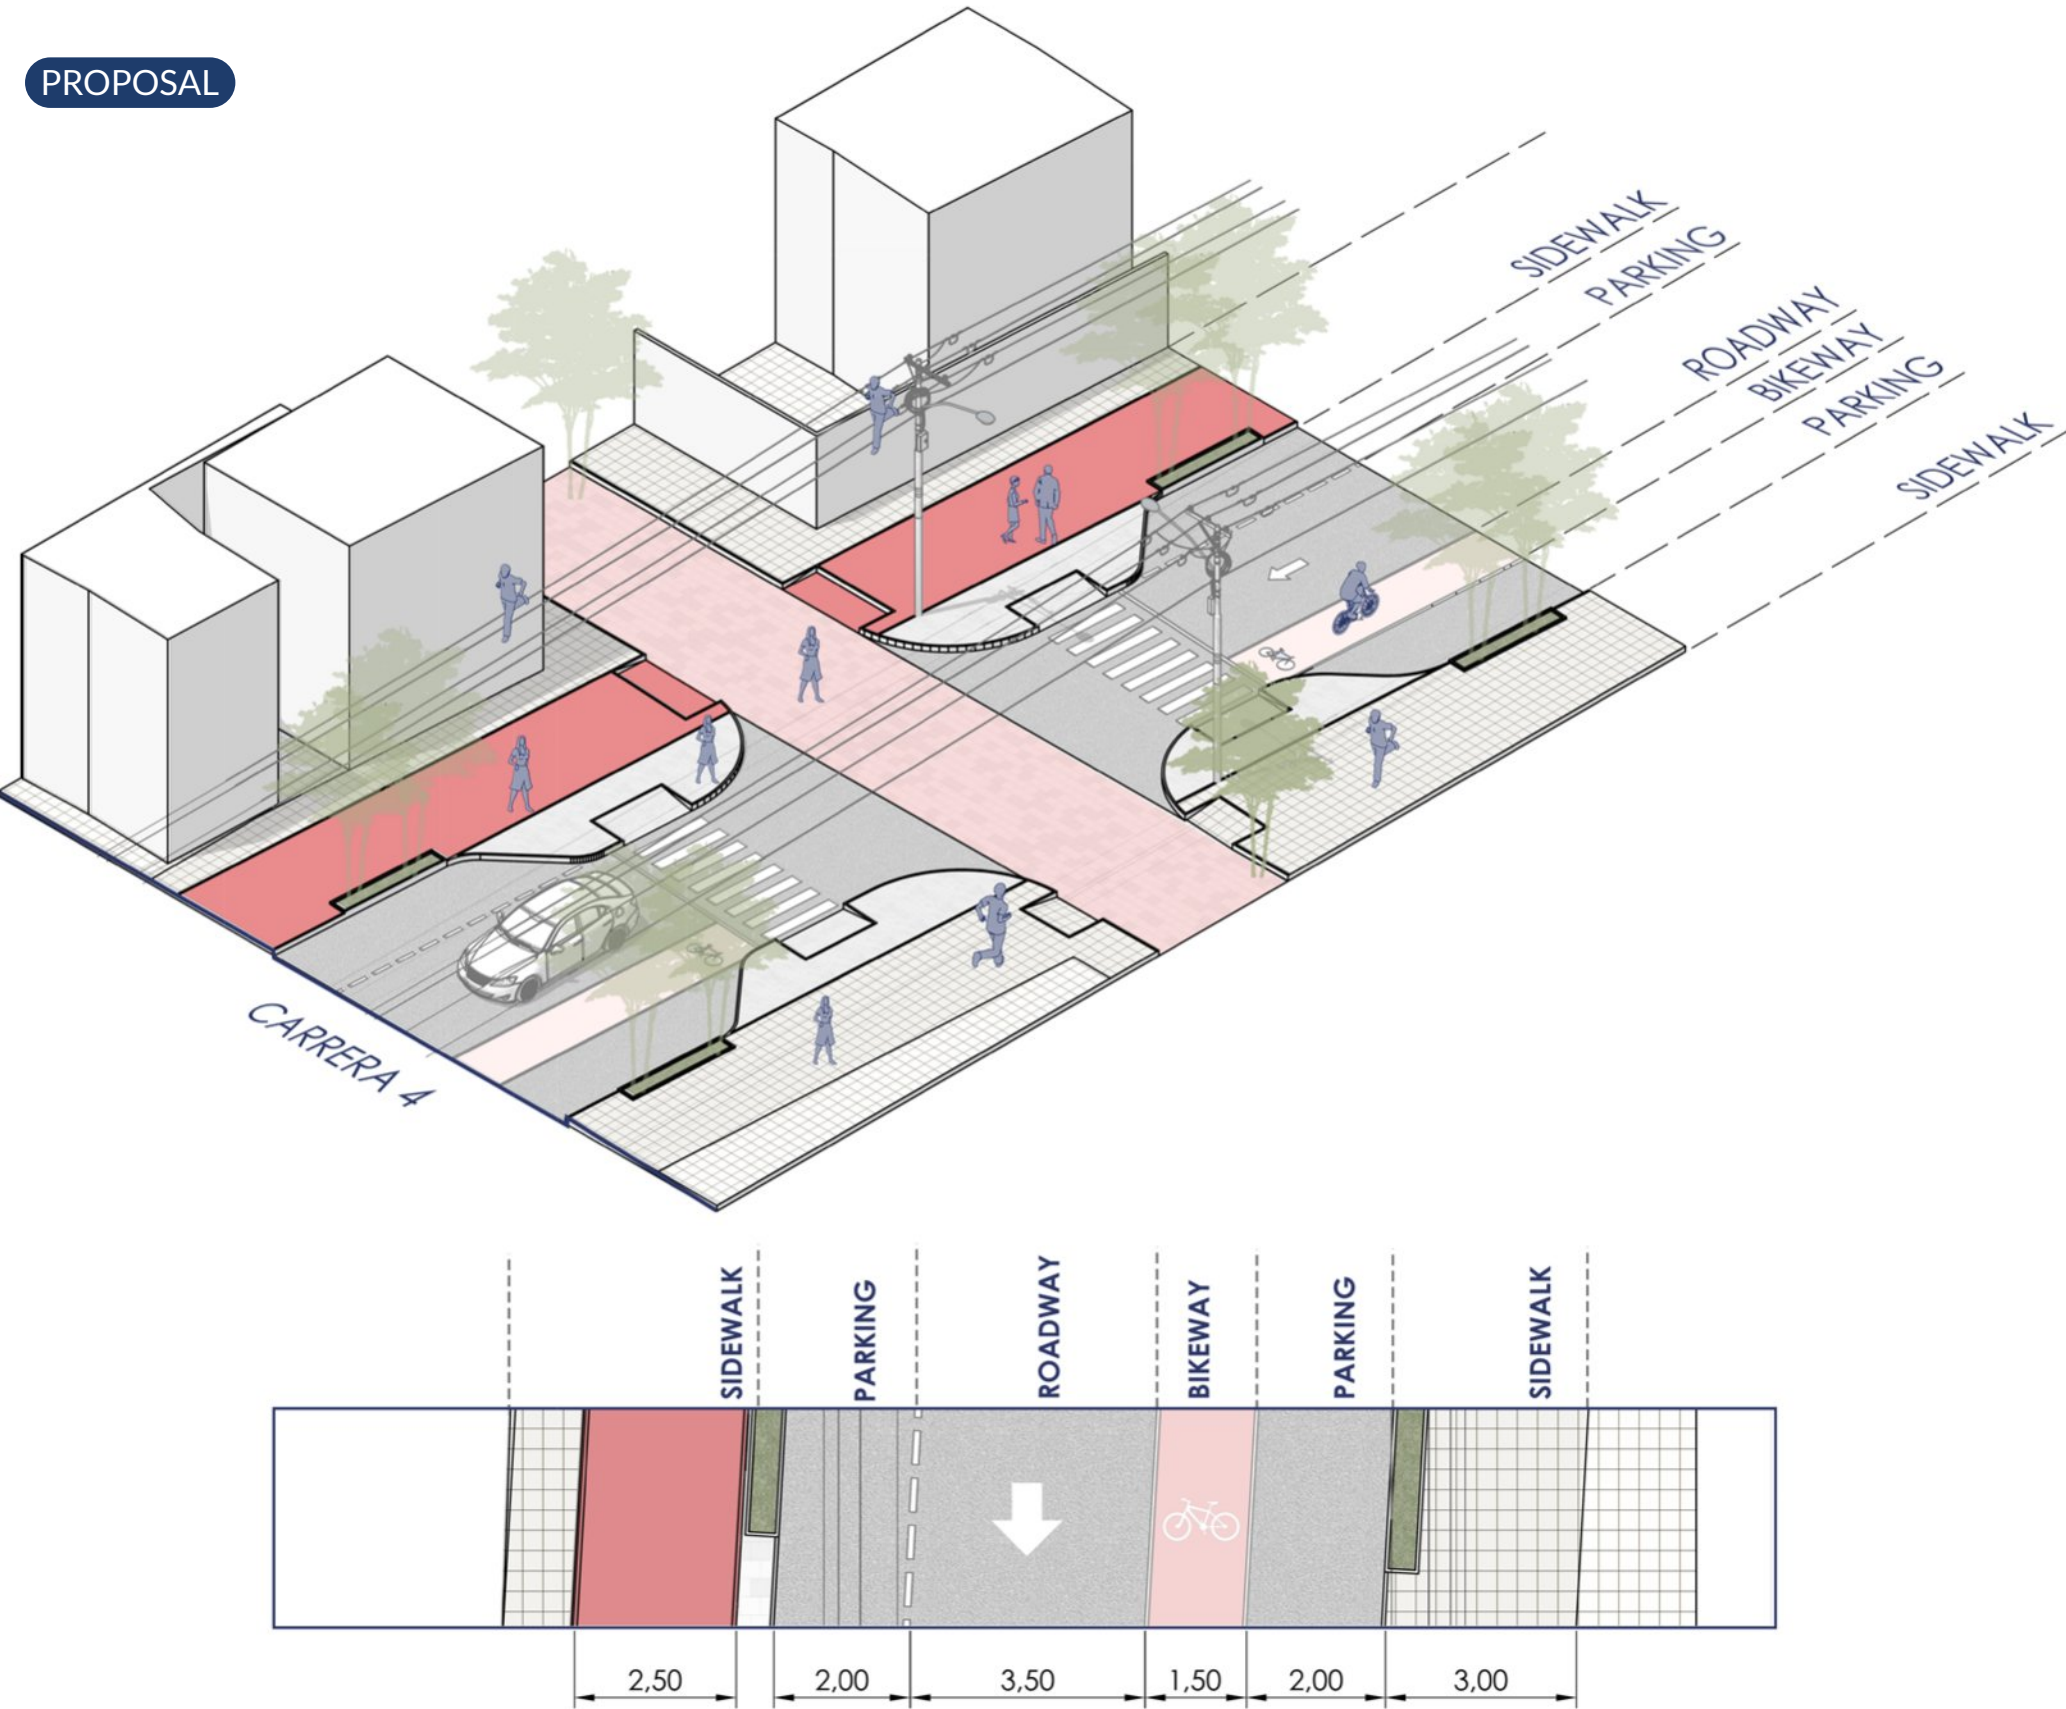 PROPOSAL
SIDEWALK
PARKING
ROADWAY
BIKEWAY
PARKING
SIDEWALK
CARRERA 4
SIDEWALK
PARKING
ROADWAY
BIKEWAY
PARKING
SIDEWALK
2,50
2,00
3,50
1,50
2,00
3,00